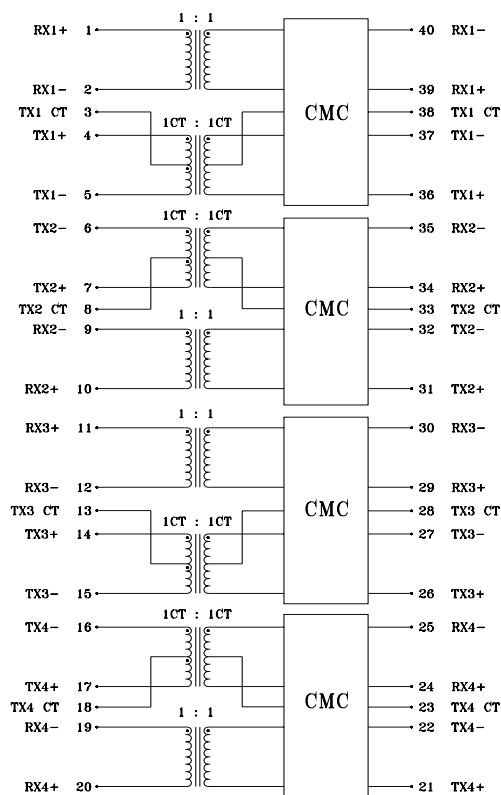 1 : 1
RX1+ 1 40 RX1-
RX1- 2 39 RX1+
TX1 CT 3 CMC 38 TX1 CT
1CT : 1CT
TX1+ 4 37 TX1-
TX1- 5 36 TX1+
1CT : 1CT
TX2- 6 35 RX2-
TX2+ 7 34 RX2+
TX2 CT 8 CMC 33 TX2 CT
1 : 1
RX2- 9 32 TX2-
RX2+ 10 31 TX2+
1 : 1
RX3+ 11 30 RX3-
RX3- 12 29 RX3+
TX3 CT 13 CMC 28 TX3 CT
1CT : 1CT
TX3+ 14 27 TX3-
TX3- 15 26 TX3+
1CT : 1CT
TX4- 16 25 RX4-
TX4+ 17 24 RX4+
TX4 CT 18 CMC 23 TX4 CT
1 : 1
RX4- 19 22 TX4-
RX4+ 20 21 TX4+